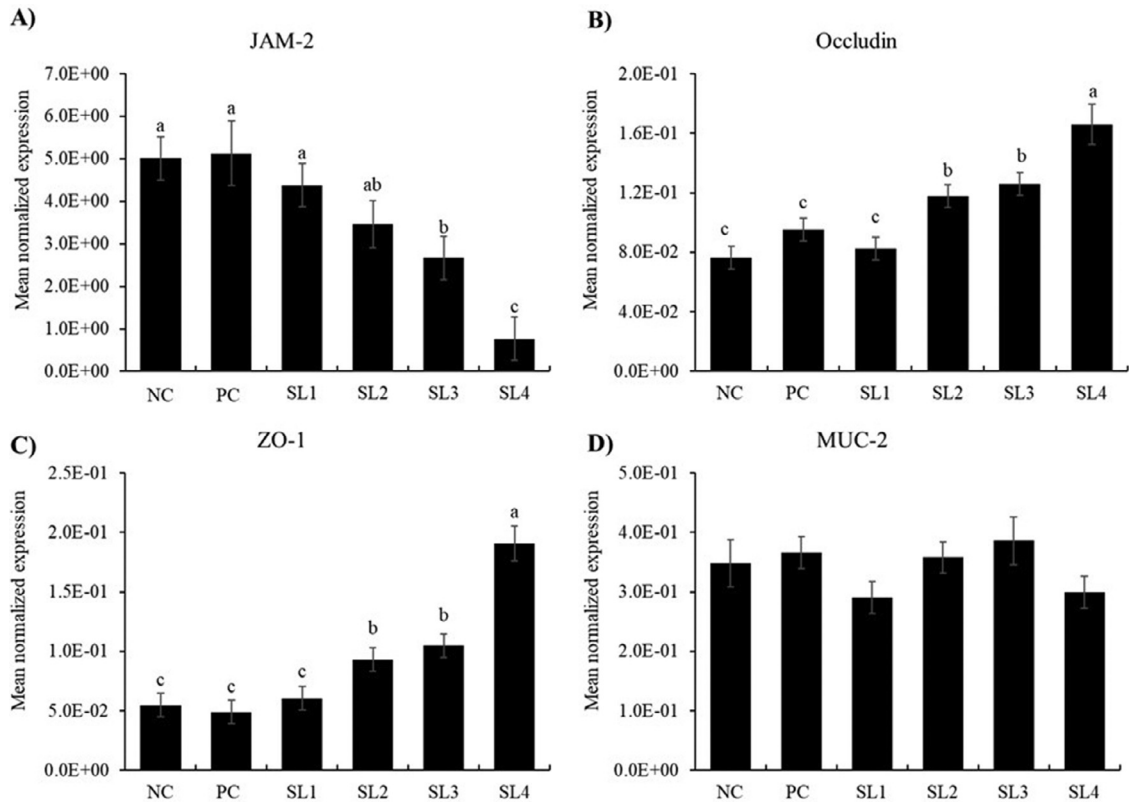 A)
JAM-2
Mean normalized expression
7.0E+00
6.0E+00
5.0E+00
4.0E+00
3.0E+00
2.0E+00
1.0E+00
0.0E+00
a
a
a
ab
b
c
NC PC SL1 SL2 SL3 SL4
B)
Occludin
Mean normalized expression
2.0E-01
1.6E-01
1.2E-01
8.0E-02
4.0E-02
0.0E+00
c
c
c
b
b
a
NC PC SL1 SL2 SL3 SL4
C)
ZO-1
Mean normalized expression
2.5E-01
2.0E-01
1.5E-01
1.0E-01
5.0E-02
0.0E+00
c
c
c
b
b
a
NC PC SL1 SL2 SL3 SL4
D)
MUC-2
Mean normalized expression
5.0E-01
4.0E-01
3.0E-01
2.0E-01
1.0E-01
0.0E+00
NC PC SL1 SL2 SL3 SL4